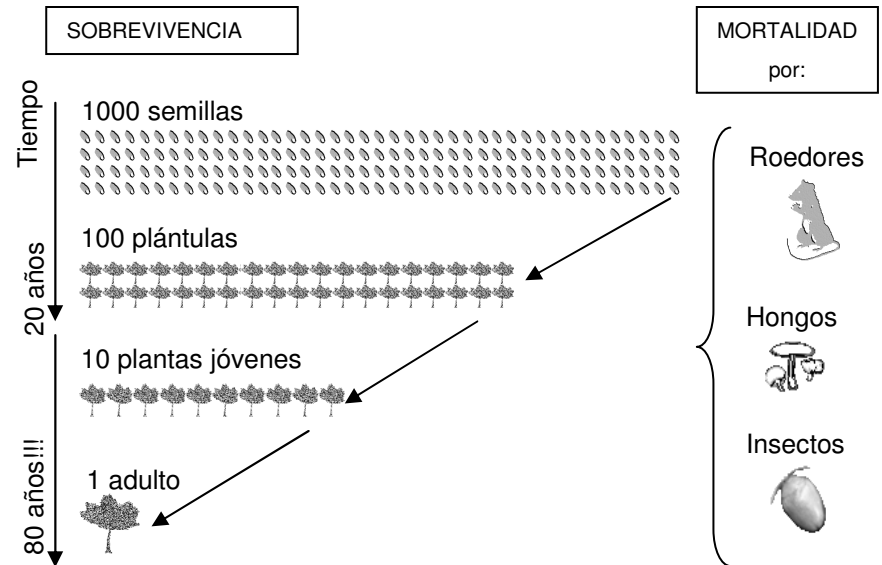 SOBREVIVENCIA
MORTALIDAD
por:
Tiempo
1000 semillas
Roedores
100 plántulas
20 años
Hongos
10 plantas jóvenes
Insectos
1 adulto
80 años!!!